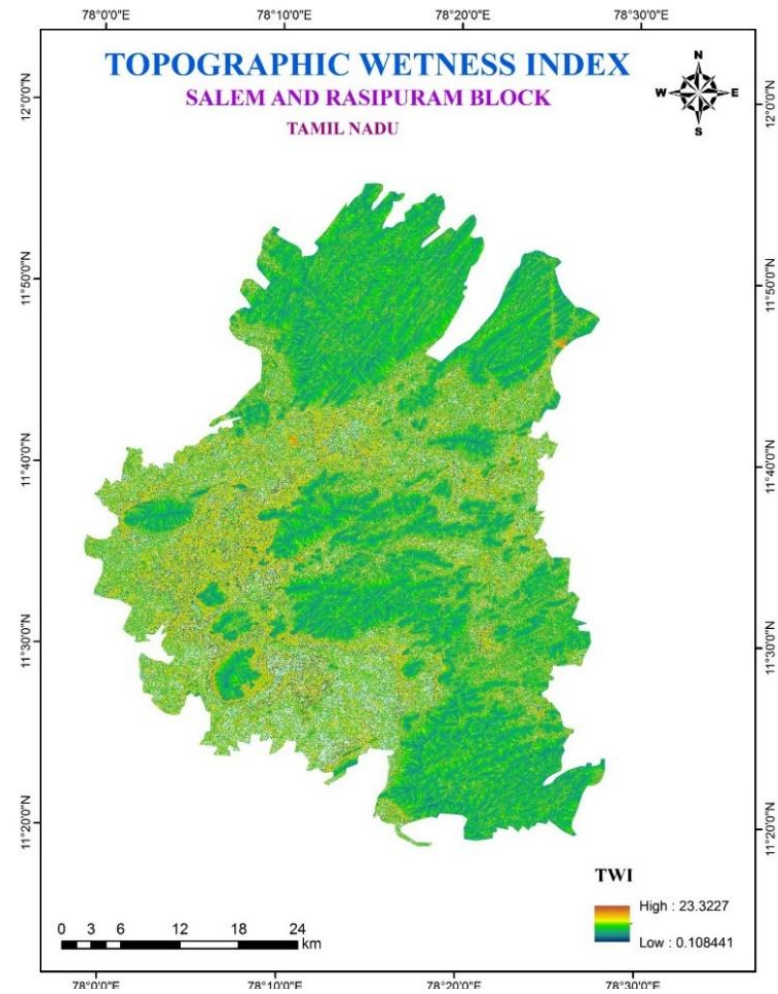 78°0'0"E 78°10'0"E 78°20'0"E 78°30'0"E
TOPOGRAPHIC WETNESS INDEX
SALEM AND RASIPURAM BLOCK
TAMIL NADU
N
W E
S
12°0'0"N 12°0'0"N
11°50'0"N 11°50'0"N
11°40'0"N 11°40'0"N
11°30'0"N 11°30'0"N
11°20'0"N 11°20'0"N
TWI
High : 23.3227
Low : 0.108441
0 3 6 12 18 24
km
78°0'0"E 78°10'0"E 78°20'0"E 78°30'0"E